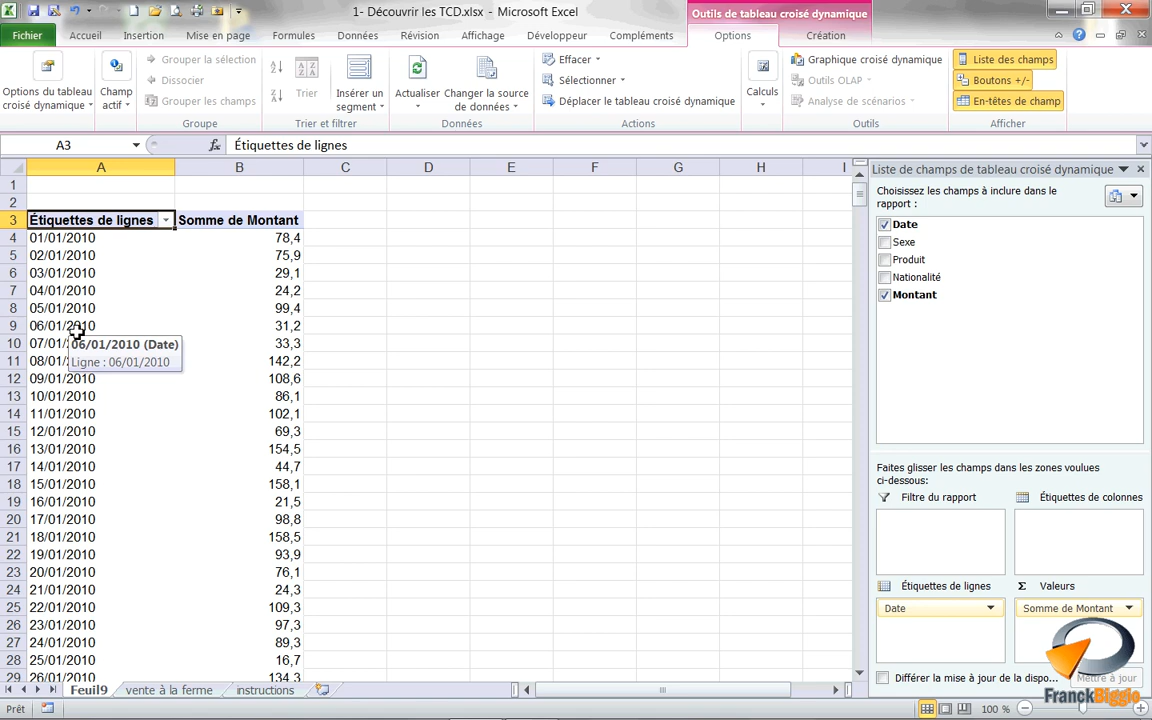 1- Découvrir les TCD.xlsx - Microsoft Excel
Outils de tableau croisé dynamique
Fichier Accueil Insertion Mise en page Formules Données Révision Affichage Développeur Compléments Options Création
Options du tableau
croisé dynamique
Champ
actif
Grouper la sélection
Dissocier
Grouper les champs
Groupe
Trier
Insérer un
segment
Trier et filtrer
Actualiser
Changer la source
de données
Données
Effacer
Sélectionner
Déplacer le tableau croisé dynamique
Actions
Calculs
Graphique croisé dynamique
Outils OLAP
Analyse de scénarios
Outils
Liste des champs
Boutons +/-
En-têtes de champ
Afficher
A3 fx Étiquettes de lignes
A B C D E F G H I
1
2
3 Étiquettes de lignes Somme de Montant
4 01/01/2010 78,4
5 02/01/2010 75,9
6 03/01/2010 29,1
7 04/01/2010 24,2
8 05/01/2010 99,4
9 06/01/2010 31,2
10 07/01/ 33,3
11 08/01/ 142,2
12 09/01/2010 108,6
13 10/01/2010 86,1
14 11/01/2010 102,1
15 12/01/2010 69,3
16 13/01/2010 154,5
17 14/01/2010 44,7
18 15/01/2010 158,1
19 16/01/2010 21,5
20 17/01/2010 98,8
21 18/01/2010 158,5
22 19/01/2010 93,9
23 20/01/2010 76,1
24 21/01/2010 24,3
25 22/01/2010 109,3
26 23/01/2010 97,3
27 24/01/2010 89,3
28 25/01/2010 16,7
29 26/01/2010 134,3
06/01/2010 (Date)
Ligne : 06/01/2010
Liste de champs de tableau croisé dynamique
Choisissez les champs à inclure dans le
rapport :
Date
Sexe
Produit
Nationalité
Montant
Faites glisser les champs dans les zones voulues
ci-dessous:
Filtre du rapport
Étiquettes de colonnes
Étiquettes de lignes
Σ Valeurs
Date
Somme de Montant
Différer la mise à jour de la dispo...
Mettre à jour
FranckBiggio
Feuil9 vente à la ferme instructions
Prêt
100 %